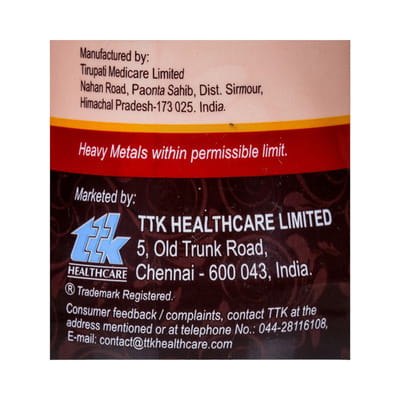 Manufactured by:
Tirupati Medicare Limited
Nahan Road, Paonta Sahib, Dist. Sirmour,
Himachal Pradesh-173 025. India.
Heavy Metals within permissible limit.
Marketed by:
ttk
HEALTHCARE
TTK HEALTHCARE LIMITED
5, Old Trunk Road,
Chennai - 600 043, India.
® Trademark Registered.
Consumer feedback / complaints, contact TTK at the
address mentioned or at telephone No.: 044-28116108,
E-mail: contact@ttkhealthcare.com